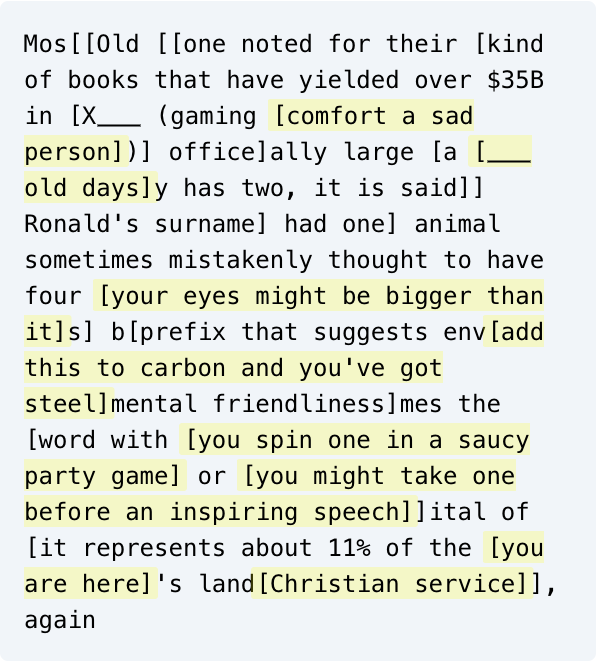 Mos[[Old [[one noted for their [kind
of books that have yielded over $35B
in [X___ (gaming [comfort a sad
person])] office]ally large [a [___
old days]y has two, it is said]]
Ronald's surname] had one] animal
sometimes mistakenly thought to have
four [your eyes might be bigger than
it]s] b[prefix that suggests env[add
this to carbon and you've got
steel]mental friendliness]mes the
[word with [you spin one in a saucy
party game] or [you might take one
before an inspiring speech]]ital of
[it represents about 11% of the [you
are here]'s land[Christian service]],
again